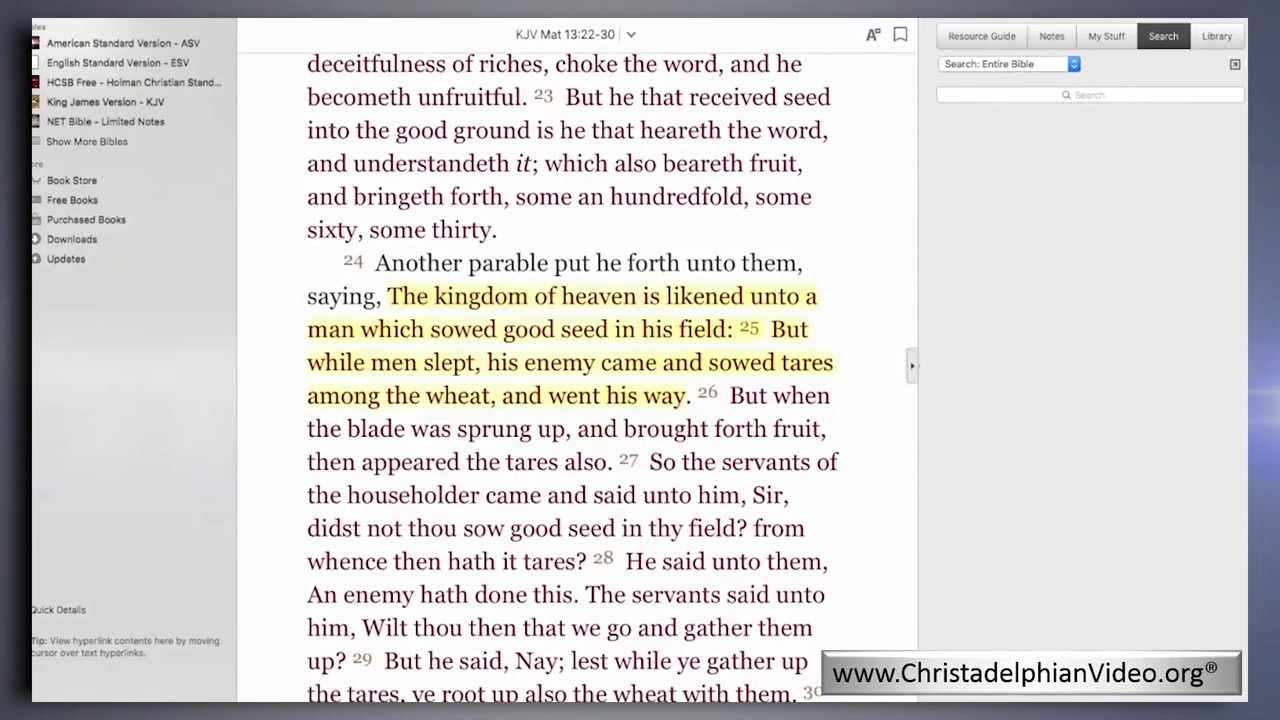 bles
American Standard Version - ASV
English Standard Version - ESV
HCSB Free - Holman Christian Stand...
King James Version - KJV
NET Bible - Limited Notes
Show More Bibles
ore
Book Store
Free Books
Purchased Books
Downloads
Updates
Quick Details
Tip: View hyperlink contents here by moving
cursor over text hyperlinks.
KJV Mat 13:22-30
deceitfulness of riches, choke the word, and he
becometh unfruitful. 23 But he that received seed
into the good ground is he that heareth the word,
and understandeth it; which also beareth fruit,
and bringeth forth, some an hundredfold, some
sixty, some thirty.
24 Another parable put he forth unto them,
saying, The kingdom of heaven is likened unto a
man which sowed good seed in his field: 25 But
while men slept, his enemy came and sowed tares
among the wheat, and went his way. 26 But when
the blade was sprung up, and brought forth fruit,
then appeared the tares also. 27 So the servants of
the householder came and said unto him, Sir,
didst not thou sow good seed in thy field? from
whence then hath it tares? 28 He said unto them,
An enemy hath done this. The servants said unto
him, Wilt thou then that we go and gather them
up? 29 But he said, Nay; lest while ye gather up
the tares, ye root up also the wheat with them. 30
Resource Guide Notes My Stuff Search Library
Search: Entire Bible
Search
www.ChristadelphianVideo.org®